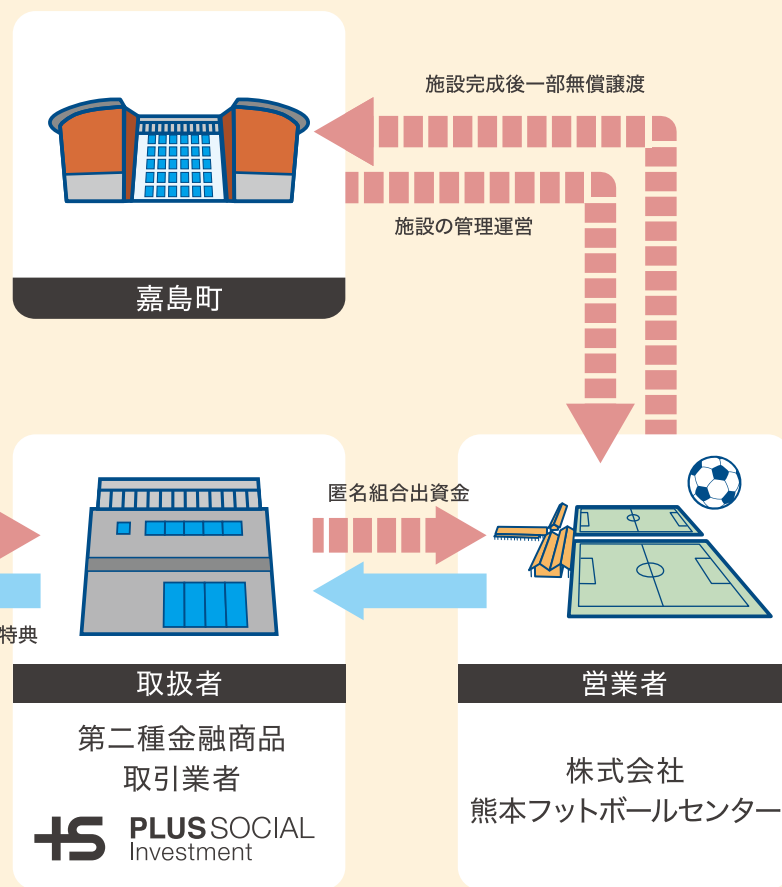 施設完成後一部無償譲渡
施設の管理運営
嘉島町
匿名組合出資金
特典
取扱者
第二種金融商品
取引業者
+S PLUS SOCIAL
Investment
営業者
株式会社
熊本フットボールセンター